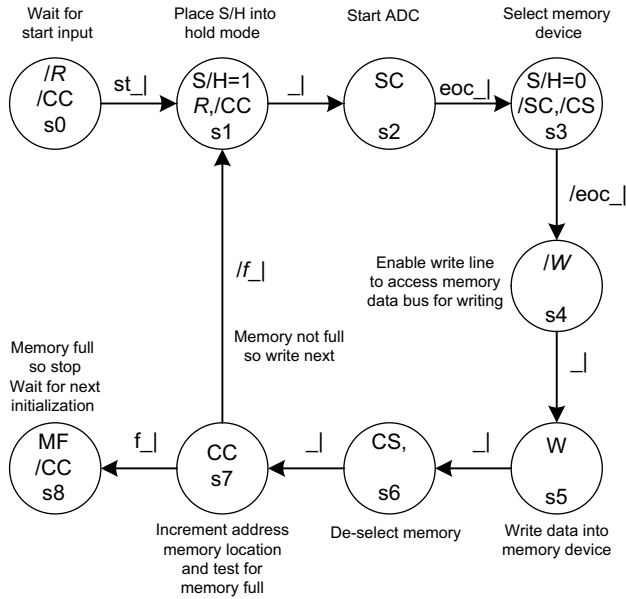 Wait for
start input
Place S/H into
hold mode
Start ADC
Select memory
device
/R
/CC
s0
st_|
S/H=1
R,/CC
s1
_|
SC
s2
eoc_|
S/H=0
/SC,/CS
s3
/eoc_|
Enable write line
to access memory
data bus for writing
/W
s4
/f_|
Memory not full
so write next
_|
Memory full
so stop
Wait for next
initialization
MF
/CC
s8
f_|
CC
s7
_|
CS,
s6
_|
W
s5
Increment address
memory location
and test for
memory full
De-select memory
Write data into
memory device